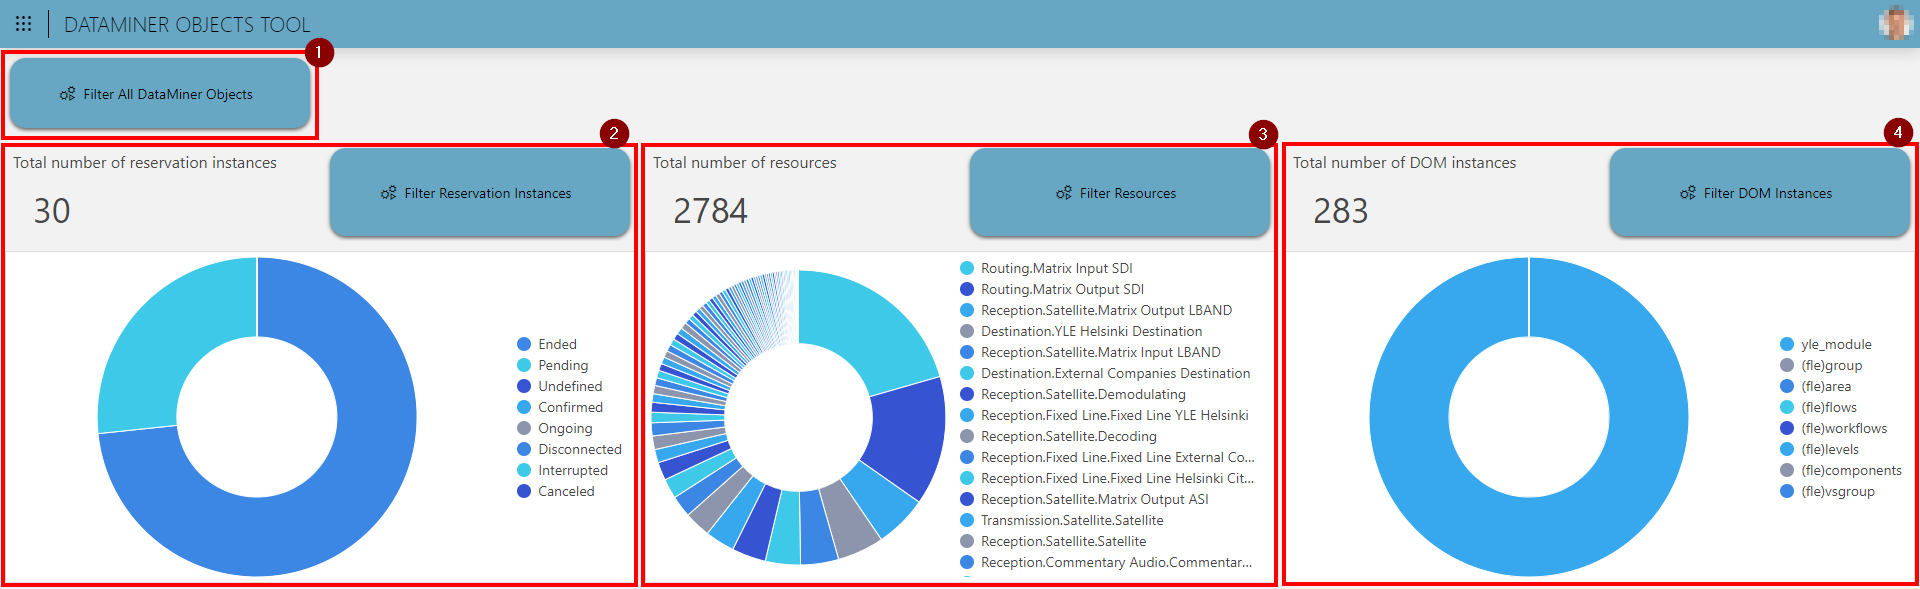 DATAMINER OBJECTS TOOL
1
Filter All DataMiner Objects
2
Total number of reservation instances
30
Filter Reservation Instances
Ended
Pending
Undefined
Confirmed
Ongoing
Disconnected
Interrupted
Canceled
3
Total number of resources
2784
Filter Resources
Routing.Matrix Input SDI
Routing.Matrix Output SDI
Reception.Satellite.Matrix Output LBAND
Destination.YLE Helsinki Destination
Reception.Satellite.Matrix Input LBAND
Destination.External Companies Destination
Reception.Satellite.Demodulating
Reception.Fixed Line.Fixed Line YLE Helsinki
Reception.Satellite.Decoding
Reception.Fixed Line.Fixed Line External Co...
Reception.Fixed Line.Fixed Line Helsinki Cit...
Reception.Satellite.Matrix Output ASI
Transmission.Satellite.Satellite
Reception.Satellite.Satellite
Reception.Commentary Audio.Commentar...
4
Total number of DOM instances
283
Filter DOM Instances
yle_module
(fle)group
(fle)area
(fle)flows
(fle)workflows
(fle)levels
(fle)components
(fle)vsgroup